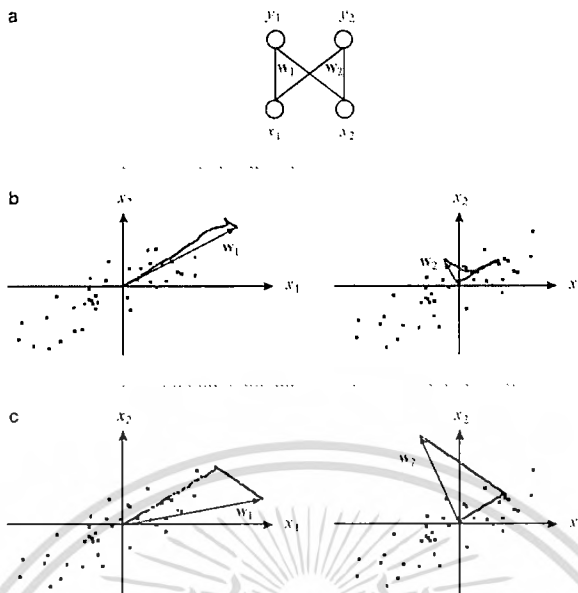 a
y₁ y₂
w₁ w₂
x₁ x₂
b
x₂ x₂
w₁ w₂
x₁ x
c
x₂ x₂
w₁ w₂
x₁ x